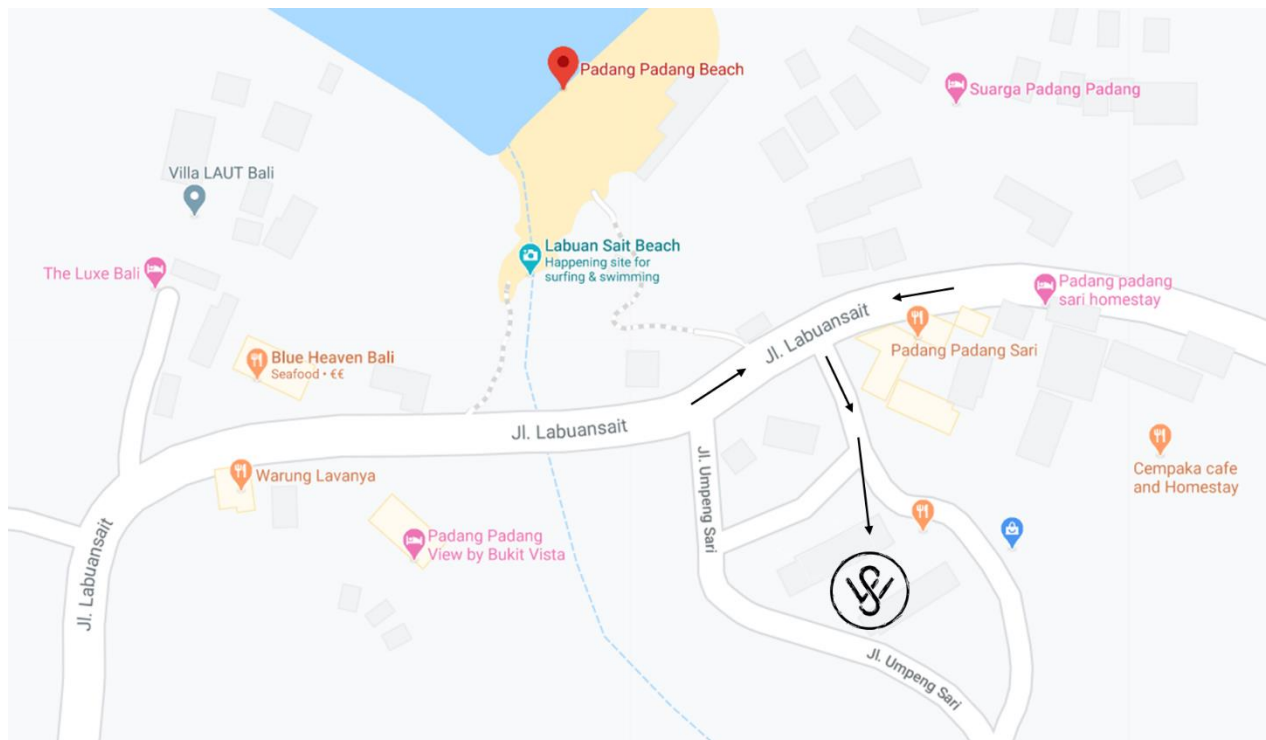 Padang Padang Beach
Suarga Padang Padang
Villa LAUT Bali
Labuan Sait Beach
Happening site for
surfing & swimming
The Luxe Bali
Padang padang
sari homestay
Jl. Labuansait
Padang Padang Sari
Blue Heaven Bali
Seafood • €€
Jl. Labuansait
Jl. Umpeng Sari
Warung Lavanya
Cempaka cafe
and Homestay
Padang Padang
View by Bukit Vista
Jl. Labuansait
Jl. Umpeng Sari